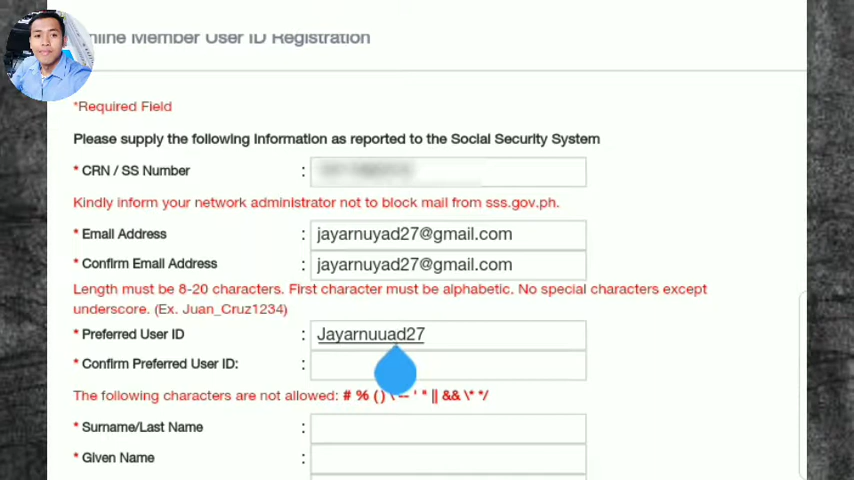 nline Member User ID Registration
*Required Field
Please supply the following Information as reported to the Social Security System
* CRN / SS Number :
Kindly inform your network administrator not to block mail from sss.gov.ph.
* Email Address : jayarnuyad27@gmail.com
* Confirm Email Address : jayarnuyad27@gmail.com
Length must be 8-20 characters. First character must be alphabetic. No special characters except
underscore. (Ex. Juan_Cruz1234)
* Preferred User ID : Jayarnuuad27
* Confirm Preferred User ID: :
The following characters are not allowed: # % ( ) \ -- ' " || && \* */
* Surname/Last Name :
* Given Name :